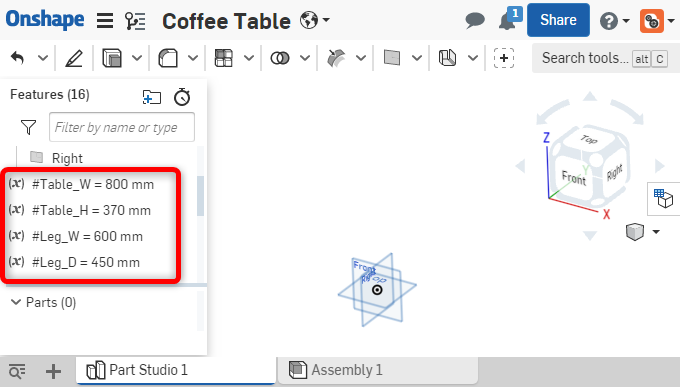 Onshape Coffee Table 1 Share
Search tools... alt C
Features (16)
Filter by name or type
Right
(x) #Table_W = 800 mm
(x) #Table_H = 370 mm
(x) #Leg_W = 600 mm
(x) #Leg_D = 450 mm
Parts (0)
Z
Top
Y
Front Right
X
Front
Top
Part Studio 1 Assembly 1